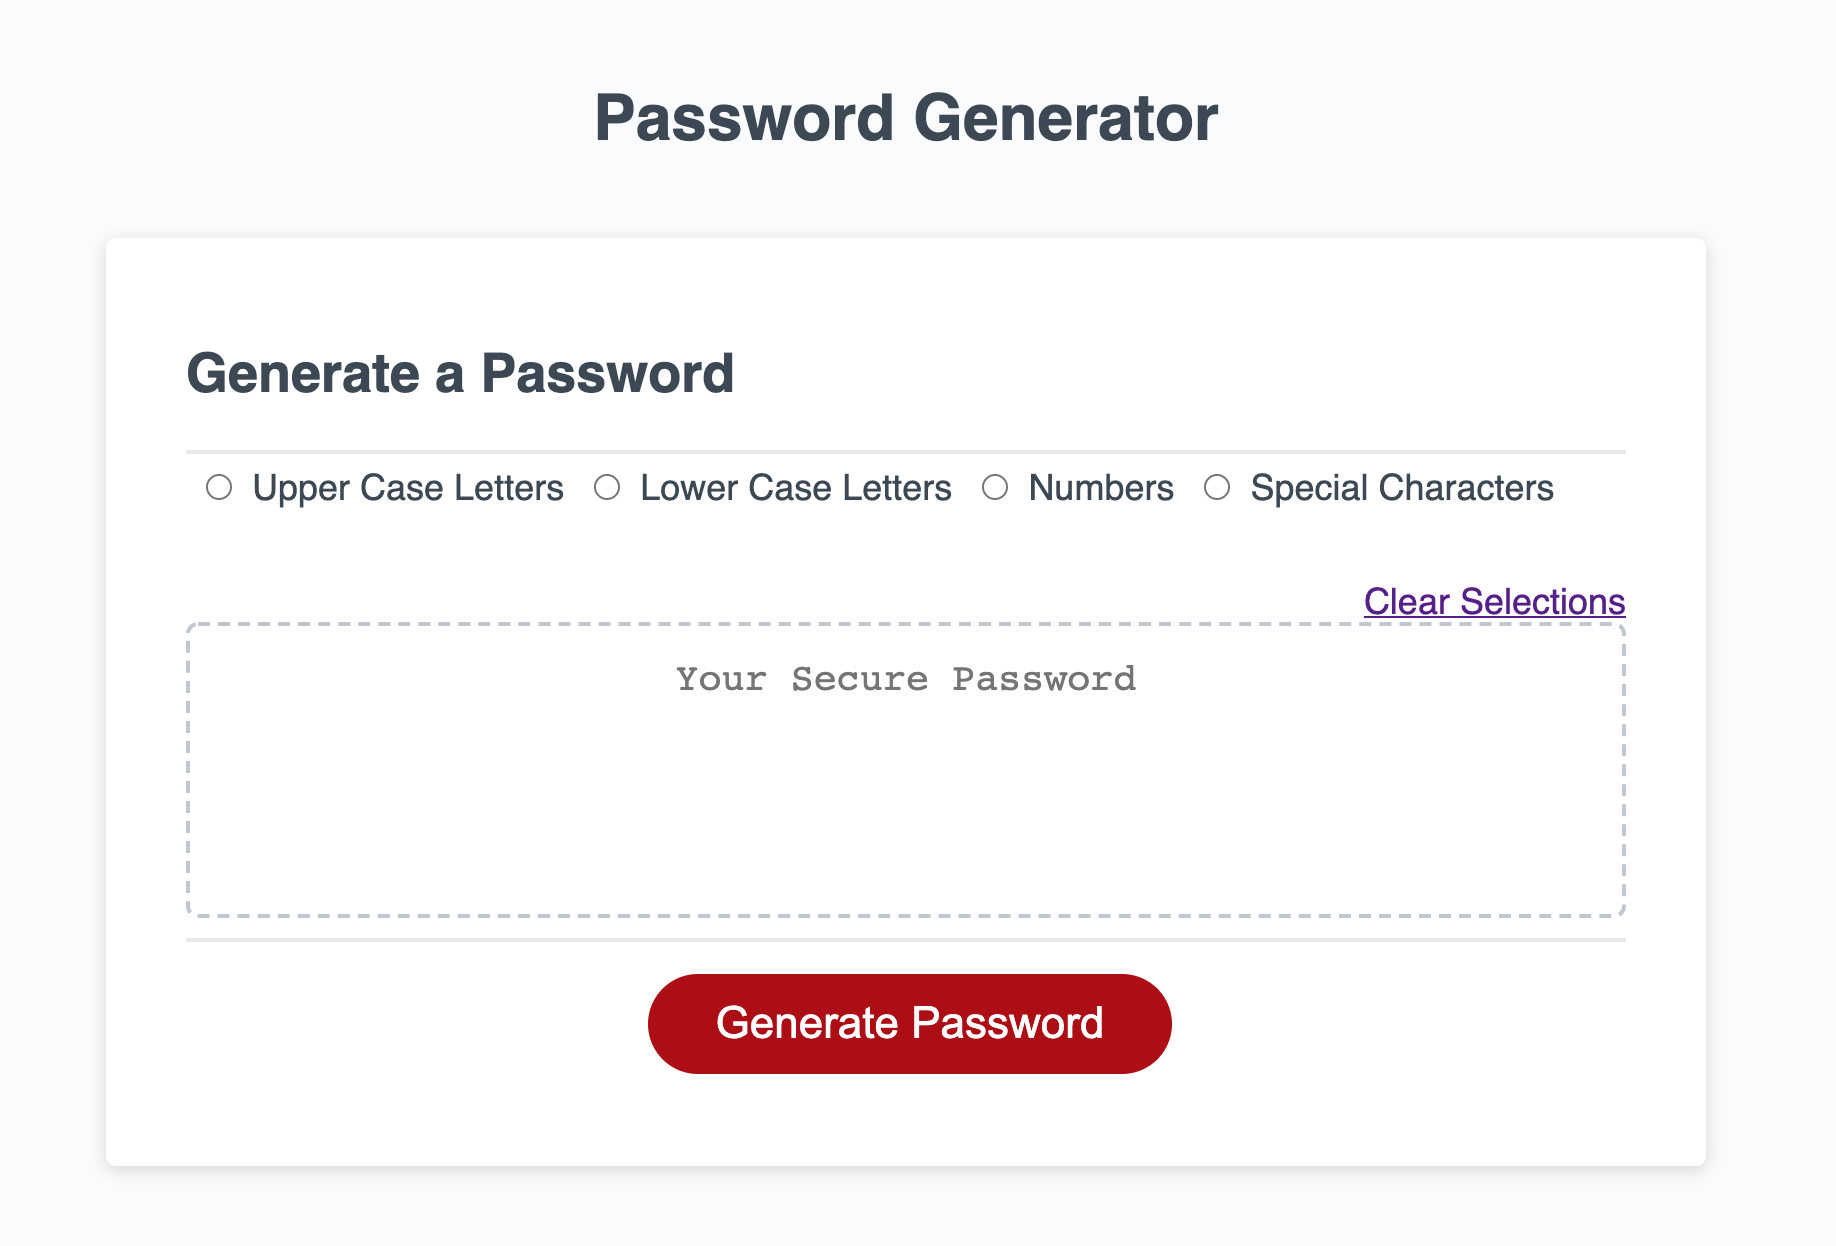 Password Generator
Generate a Password
Upper Case Letters Lower Case Letters Numbers Special Characters
Clear Selections
Your Secure Password
Generate Password